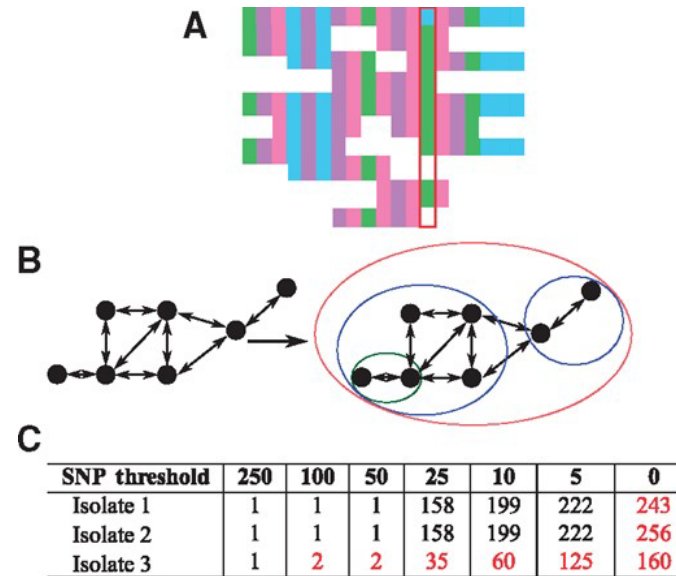 A
B
C
SNP threshold 250 100 50 25 10 5 0
Isolate 1 1 1 1 158 199 222 243
Isolate 2 1 1 1 158 199 222 256
Isolate 3 1 2 2 35 60 125 160